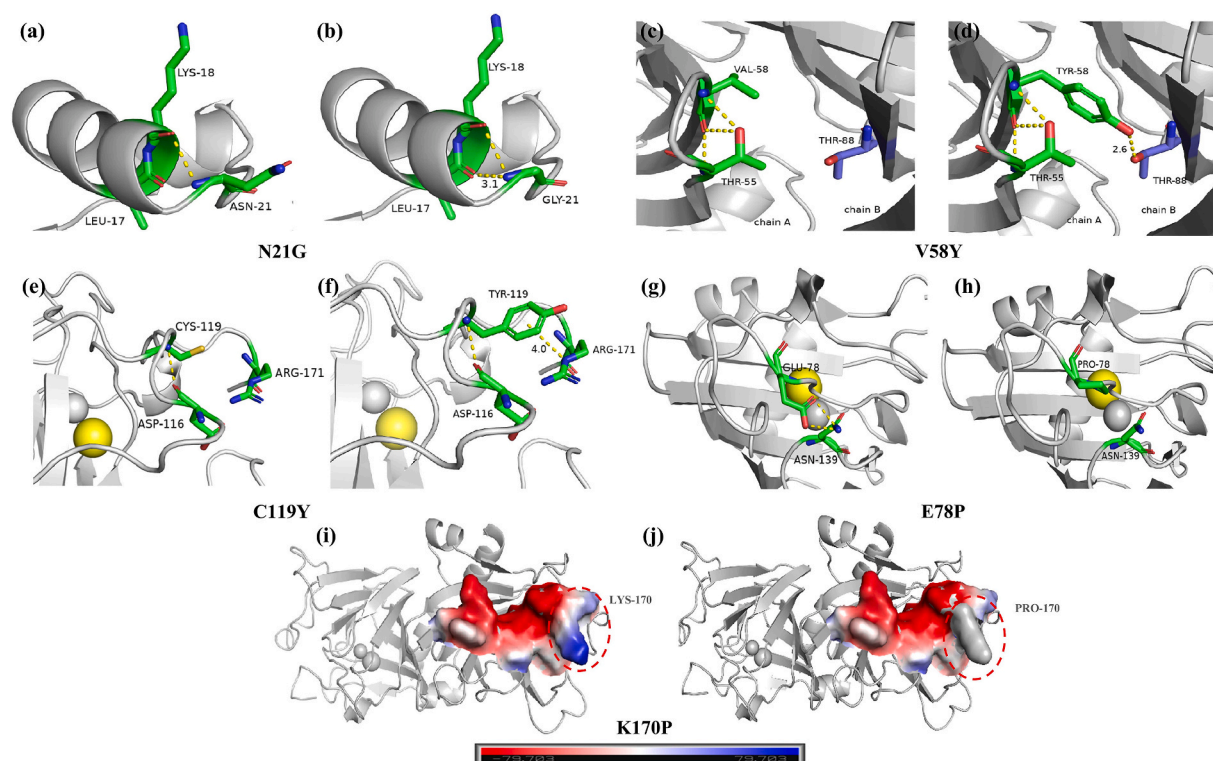 (a) (b) (c) (d)
LYS-18 LYS-18 VAL-58 TYR-58
THR-88 2.6
3.1
LEU-17 ASN-21 LEU-17 GLY-21 THR-55 THR-55 THR-88
chain A chain B chain A chain B
N21G V58Y
(e) (f) (g) (h)
CYS-119 TYR-119
4.0 ARG-171
ARG-171 GLU-78 PRO-78
ASP-116 ASP-116 ASN-139 ASN-139
C119Y E78P
(i) (j)
LYS-170 PRO-170
K170P
-79.703 79.703